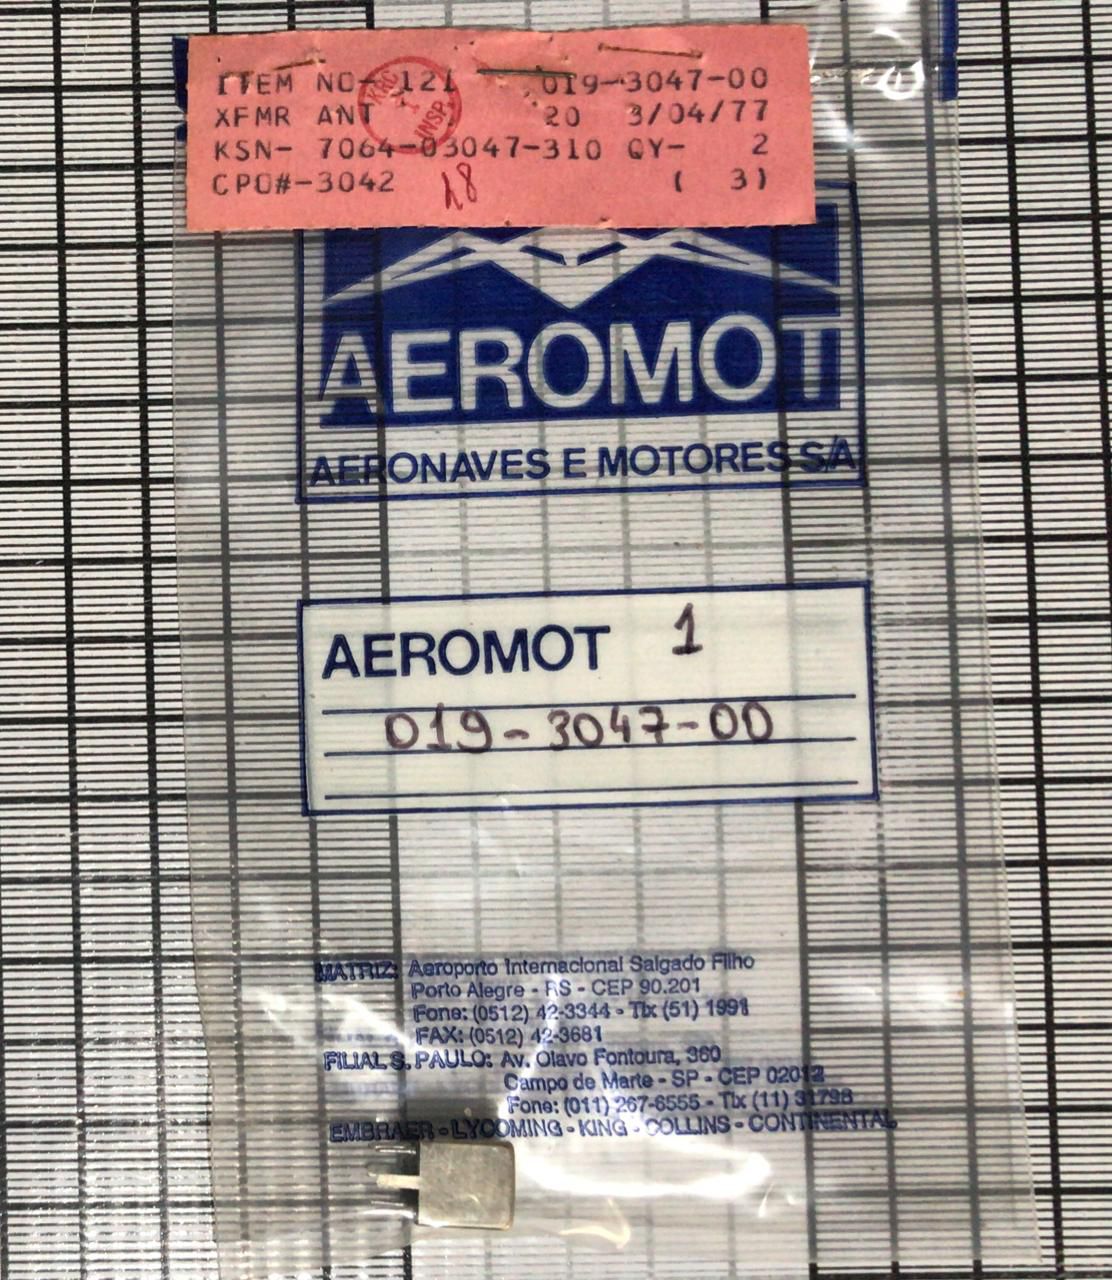 ITEM NO- 121 019-3047-00
XFMR ANT 20 3/04/77
KSN- 7064-03047-310 QY- 2
CPO#-3042 ( 3)
KRC
1
INSP.
AEROMOT
AERONAVES E MOTORES S/A
AEROMOT 1
019-3047-00
MATRIZ: Aeroporto Internacional Salgado Filho
Porto Alegre - RS - CEP 90.201
Fone: (0512) 42-3344 - Tlx (51) 1991
FAX: (0512) 42-3681
FILIAL S. PAULO: Av. Olavo Fontoura, 360
Campo de Marte - SP - CEP 02012
Fone: (011) 267-6555 - Tlx (11) 31798
EMBRAER - LYCOMING - KING - COLLINS - CONTINENTAL